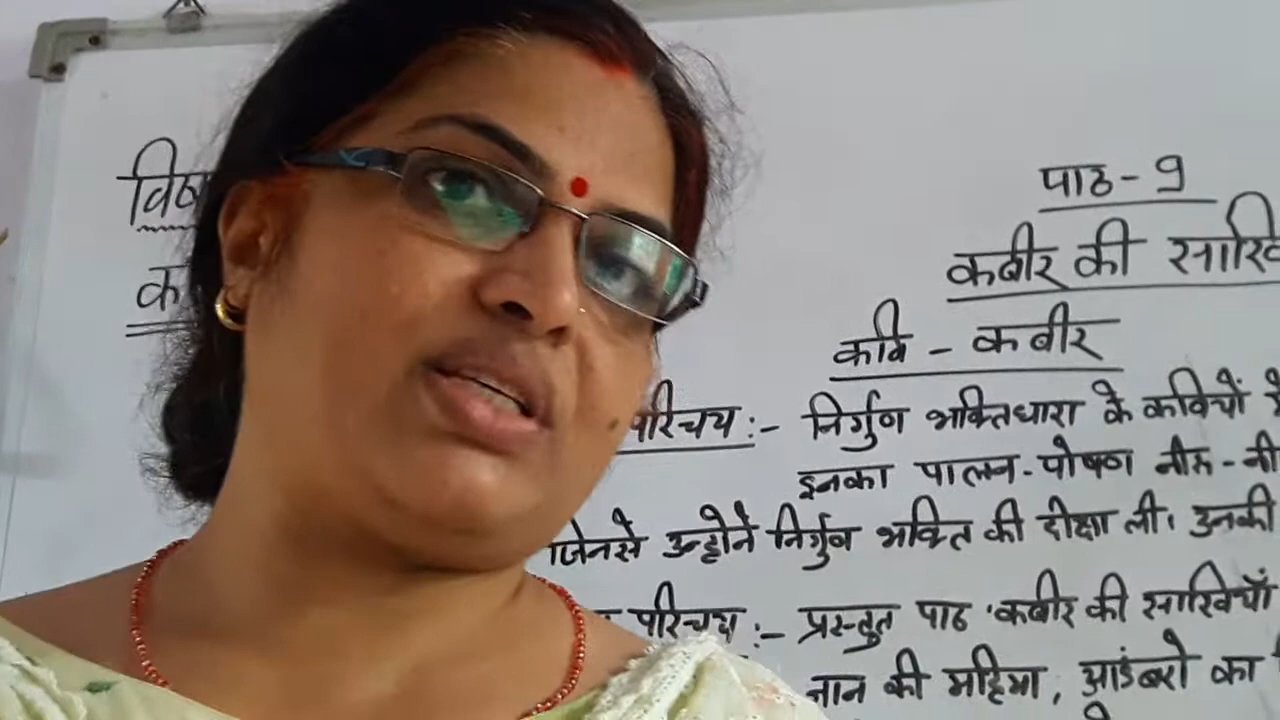 पाठ - 9
कबीर की
कवि - कबीर
परिचय :- निर्गुण भक्तिधारा के कवियों
इनका पालन-पोषण नीरु -
जिनसे उन्होंने निर्गुण भक्ति की दीक्षा ली। उनकी
परिचय :- प्रस्तुत पाठ 'कबीर की साखियाँ
ज्ञान की महिमा, आडंबरो का